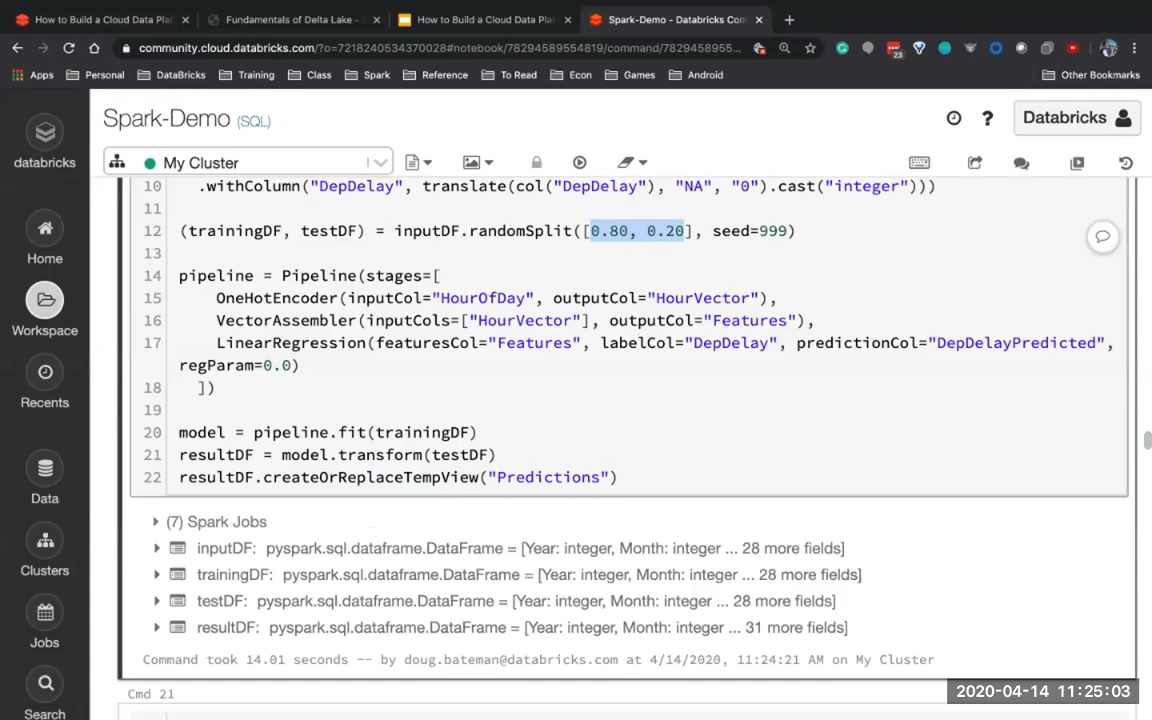 How to Build a Cloud Data Plat
Fundamentals of Delta Lake -
How to Build a Cloud Data Plat
Spark-Demo - Databricks Com
community.cloud.databricks.com/?o=7218240534370028#notebook/78294589554819/command/7829458955...
23
Apps Personal DataBricks Training Class Spark Reference To Read Econ Games Android Other Bookmarks
databricks
Home
Workspace
Recents
Data
Clusters
Jobs
Search
Spark-Demo (SQL)
Databricks
My Cluster
10 .withColumn("DepDelay", translate(col("DepDelay"), "NA", "0").cast("integer")))
11
12 (trainingDF, testDF) = inputDF.randomSplit([0.80, 0.20], seed=999)
13
14 pipeline = Pipeline(stages=[
15 OneHotEncoder(inputCol="HourOfDay", outputCol="HourVector"),
16 VectorAssembler(inputCols=["HourVector"], outputCol="Features"),
17 LinearRegression(featuresCol="Features", labelCol="DepDelay", predictionCol="DepDelayPredicted",
regParam=0.0)
18 ])
19
20 model = pipeline.fit(trainingDF)
21 resultDF = model.transform(testDF)
22 resultDF.createOrReplaceTempView("Predictions")
(7) Spark Jobs
inputDF: pyspark.sql.dataframe.DataFrame = [Year: integer, Month: integer ... 28 more fields]
trainingDF: pyspark.sql.dataframe.DataFrame = [Year: integer, Month: integer ... 28 more fields]
testDF: pyspark.sql.dataframe.DataFrame = [Year: integer, Month: integer ... 28 more fields]
resultDF: pyspark.sql.dataframe.DataFrame = [Year: integer, Month: integer ... 31 more fields]
Command took 14.01 seconds -- by doug.bateman@databricks.com at 4/14/2020, 11:24:21 AM on My Cluster
Cmd 21
2020-04-14 11:25:03